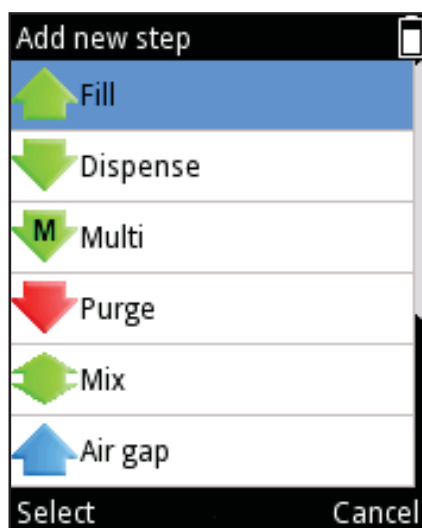 Add new step
Fill
Dispense
M Multi
Purge
Mix
Air gap
Select Cancel